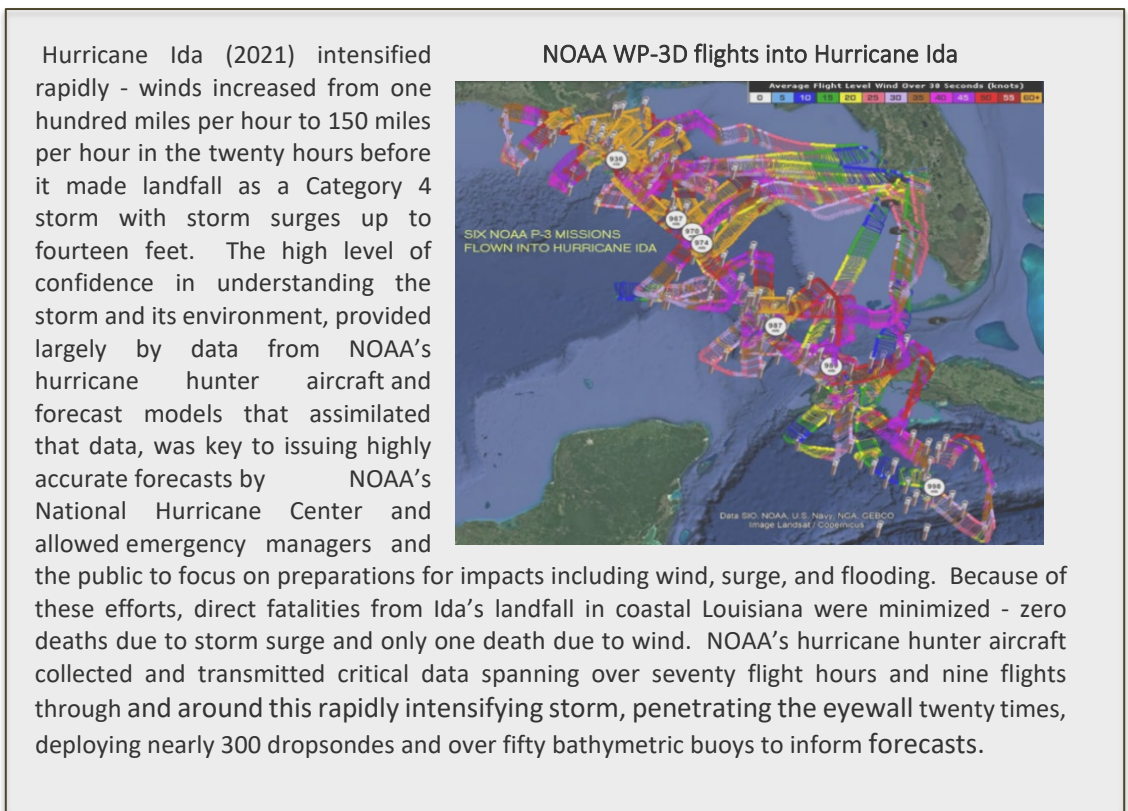 Hurricane Ida (2021) intensified
rapidly - winds increased from one
hundred miles per hour to 150 miles
per hour in the twenty hours before
it made landfall as a Category 4
storm with storm surges up to
fourteen feet. The high level of
confidence in understanding the
storm and its environment, provided
largely by data from NOAA's
hurricane hunter aircraft and
forecast models that assimilated
that data, was key to issuing highly
accurate forecasts by NOAA's
National Hurricane Center and
allowed emergency managers and
NOAA WP-3D flights into Hurricane Ida
Average Flight Level Wind Over 30 Seconds (knots)
0 5 10 15 20 25 30 35 40 45 50 55 60+
936
967
970
974
SIX NOAA P-3 MISSIONS
FLOWN INTO HURRICANE IDA
987
998
Data SIO, NOAA, U.S. Navy, NGA, GEBCO
Image Landsat / Copernicus
the public to focus on preparations for impacts including wind, surge, and flooding. Because of
these efforts, direct fatalities from Ida's landfall in coastal Louisiana were minimized - zero
deaths due to storm surge and only one death due to wind. NOAA's hurricane hunter aircraft
collected and transmitted critical data spanning over seventy flight hours and nine flights
through and around this rapidly intensifying storm, penetrating the eyewall twenty times,
deploying nearly 300 dropsondes and over fifty bathymetric buoys to inform forecasts.